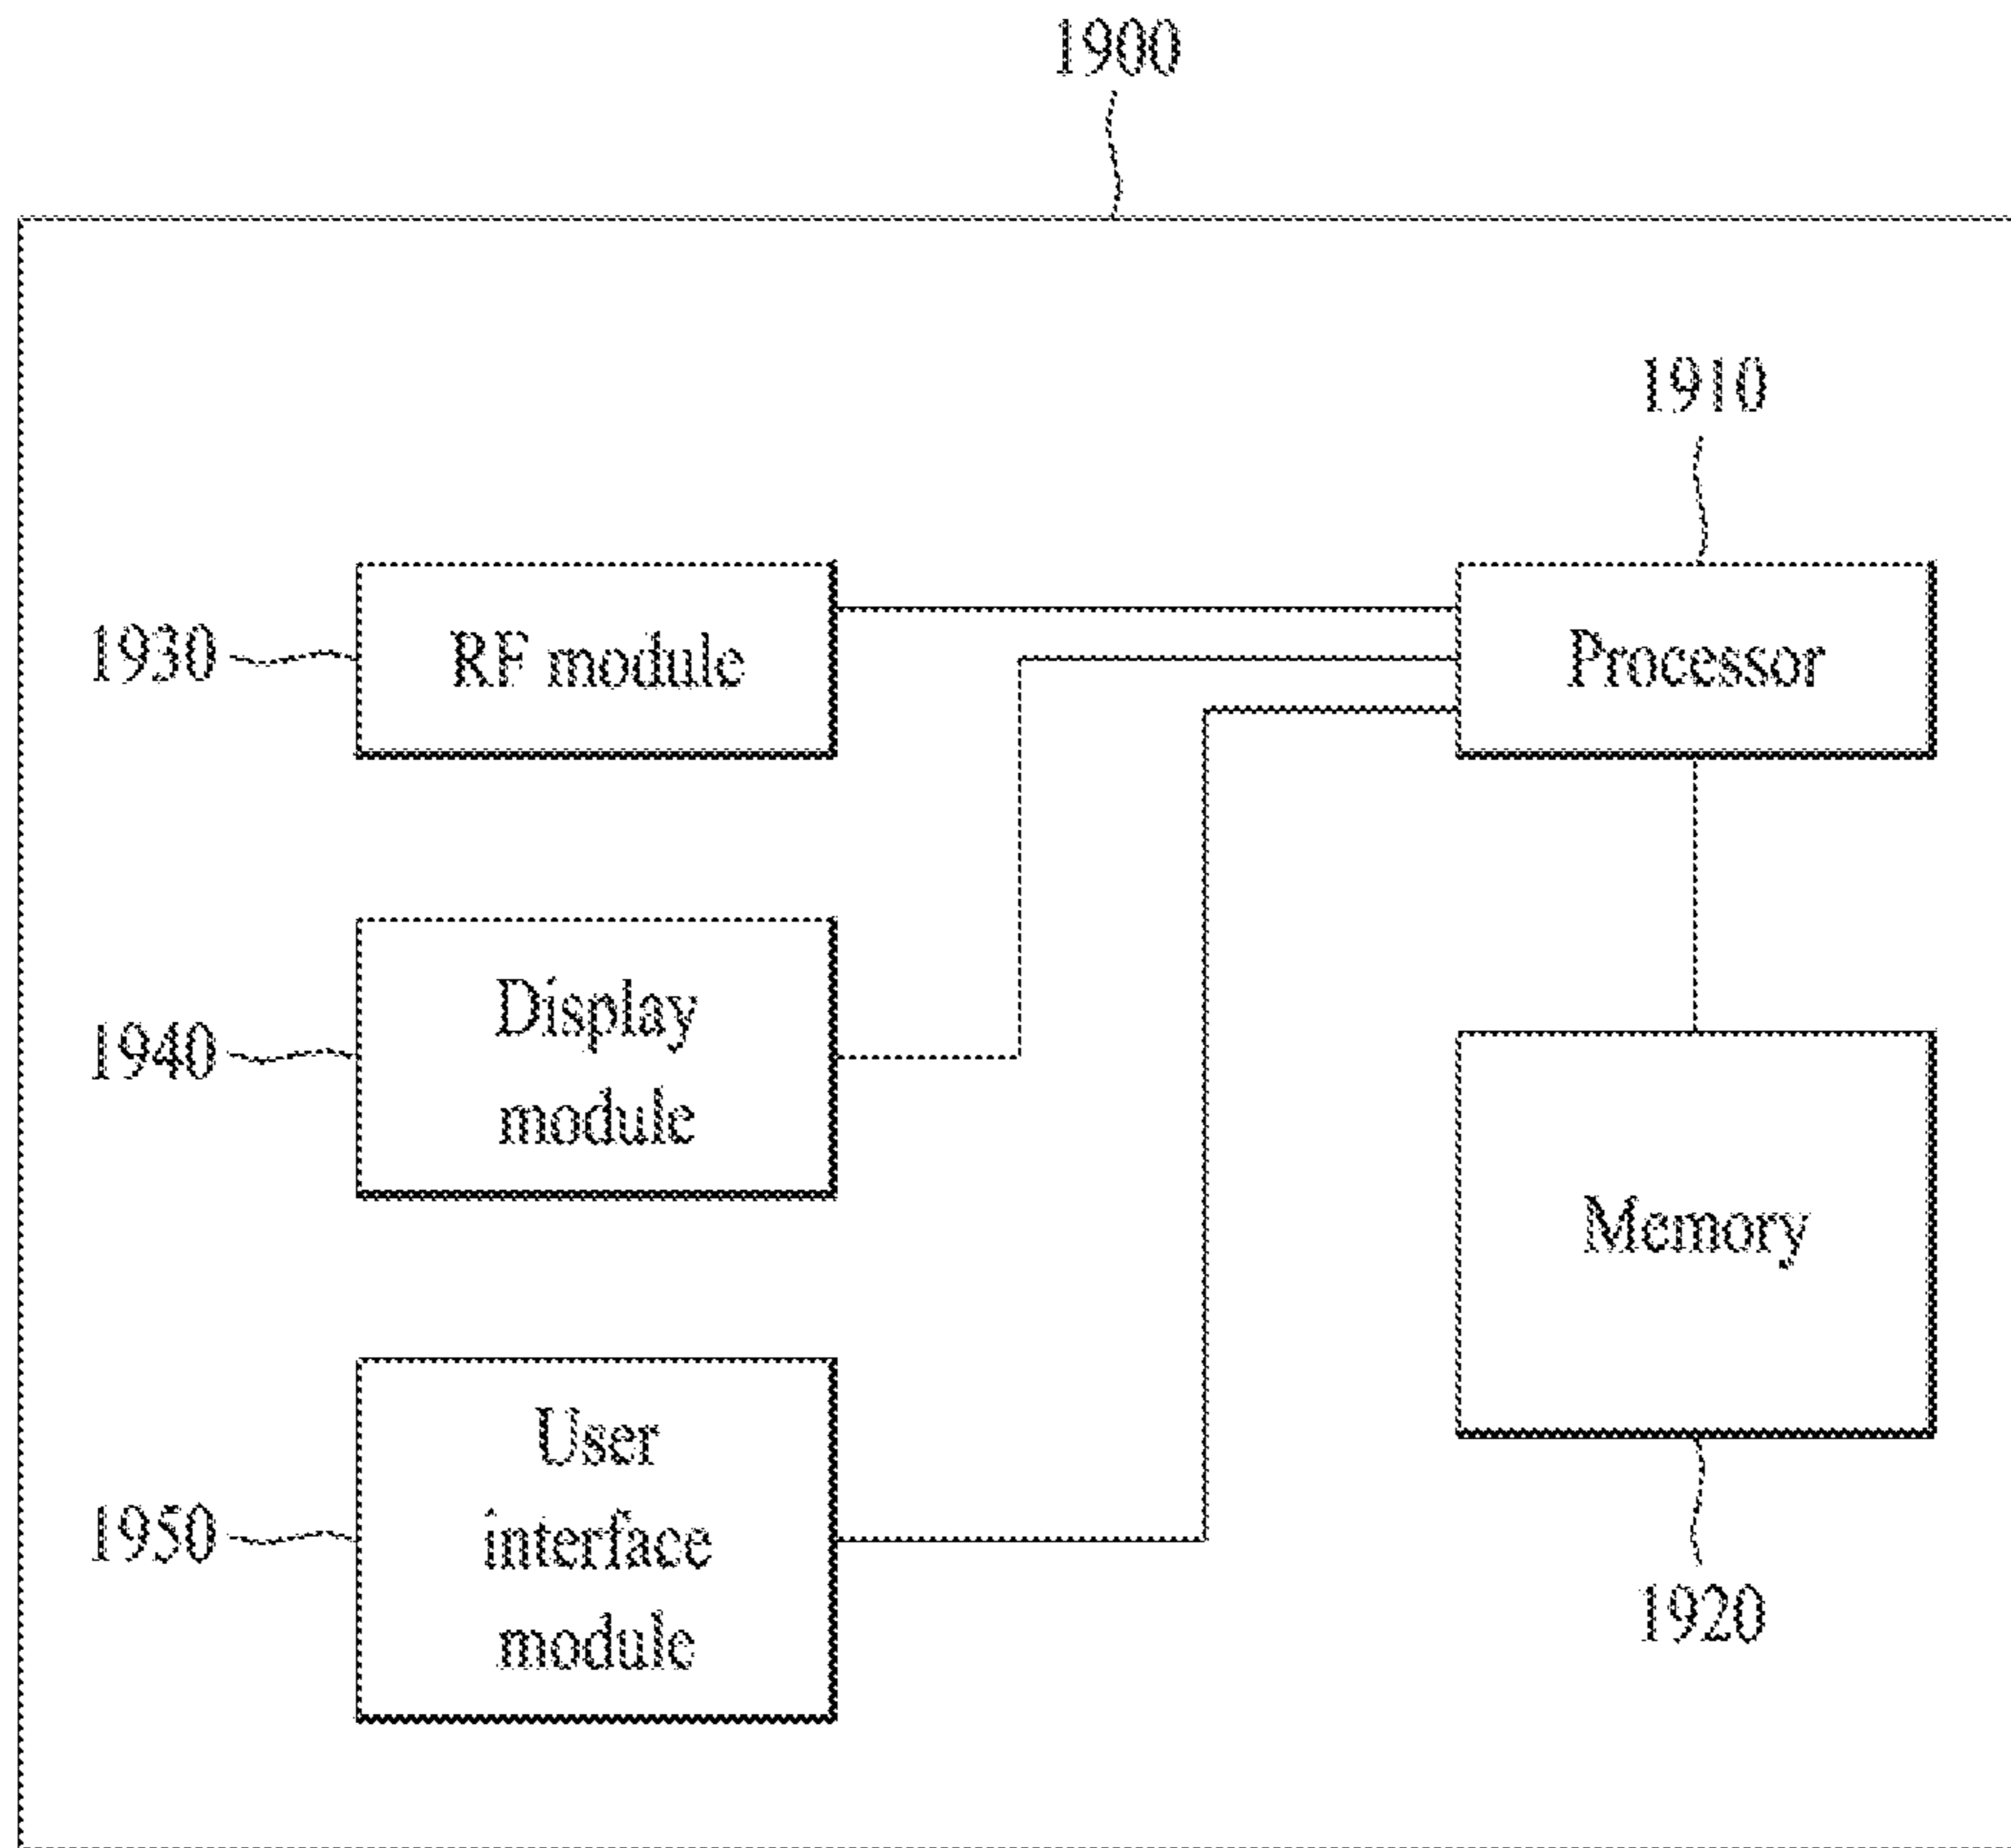 1900
1910
1930
RF module
Processor
1940
Display
module
Memory
1950
User
interface
module
1920